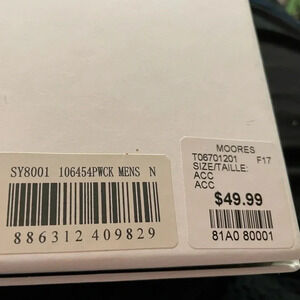 SY8001 106454PWCK MENS N
886312 409829
MOORES
T06701201 F17
SIZE/TAILLE:
ACC
ACC
$49.99
81A0 80001